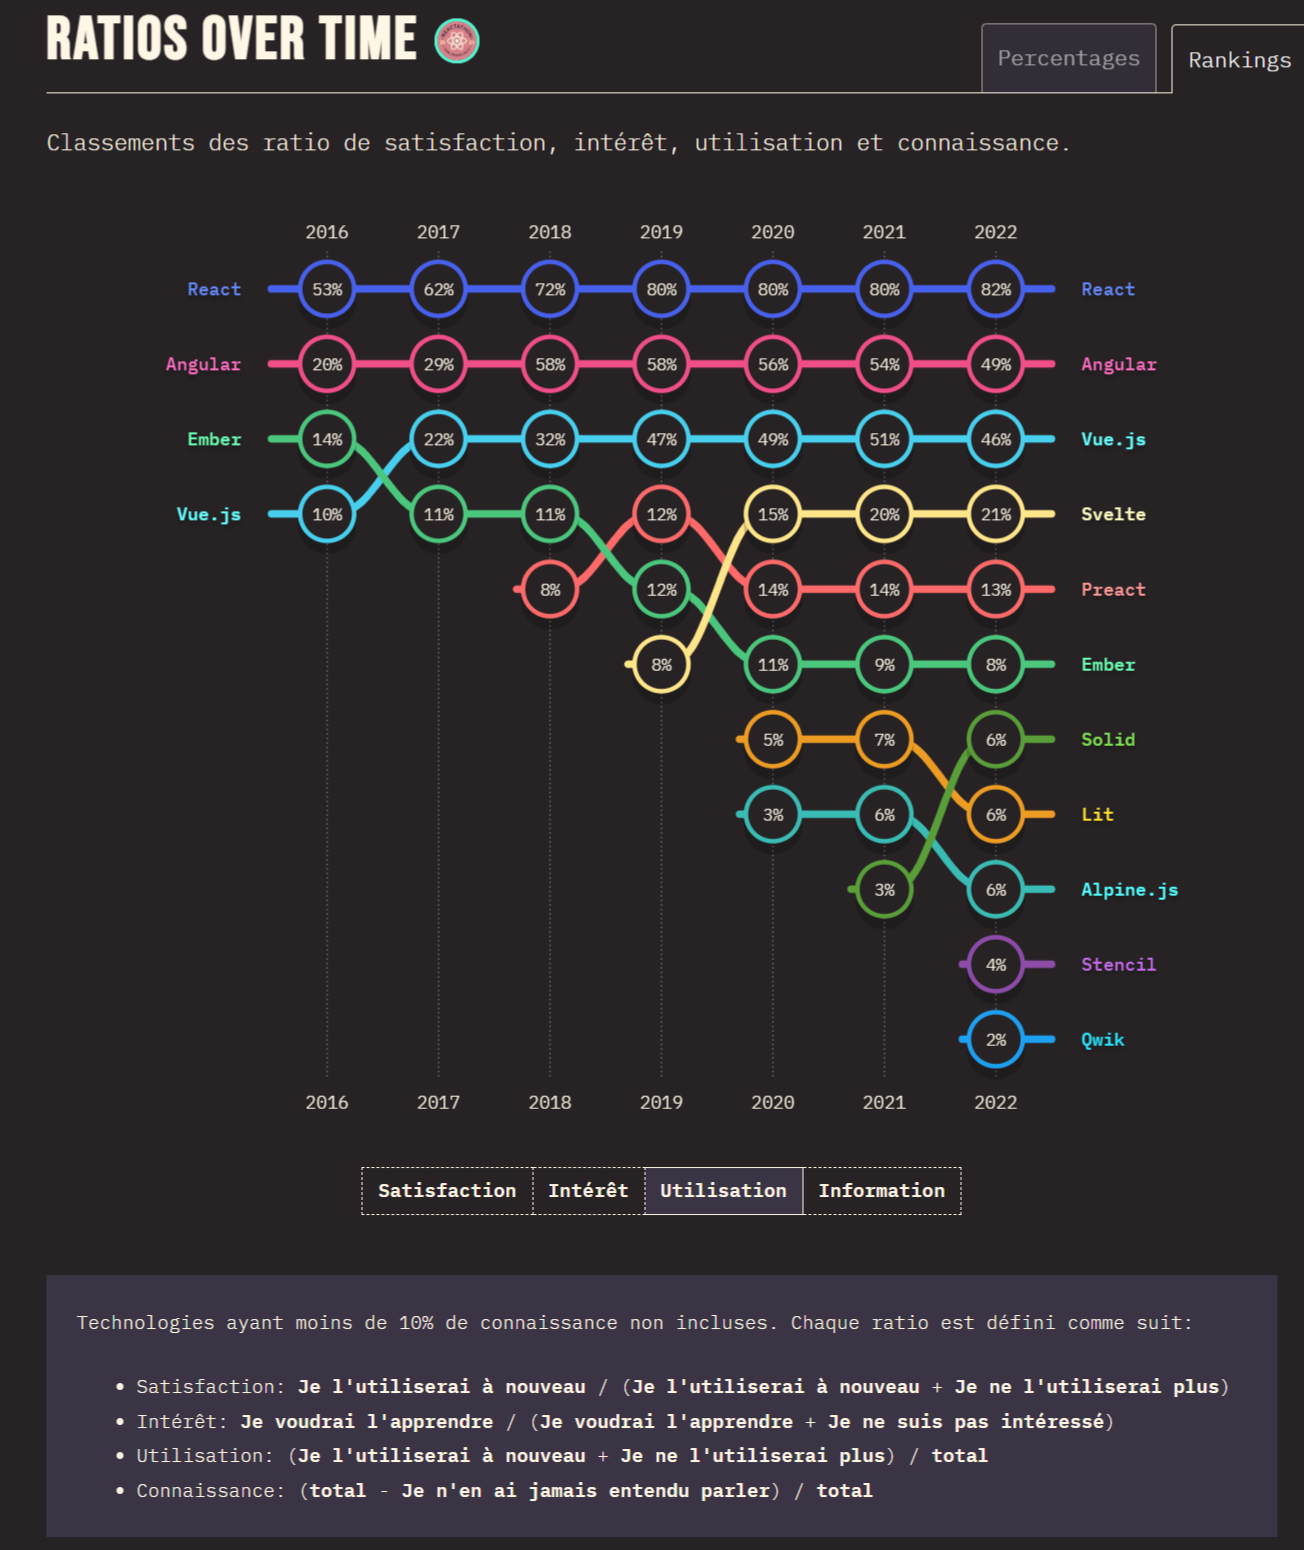 RATIOS OVER TIME
Percentages
Rankings
Classements des ratio de satisfaction, intérêt, utilisation et connaissance.
2016 2017 2018 2019 2020 2021 2022
React 53% 62% 72% 80% 80% 80% 82% React
Angular 20% 29% 58% 58% 56% 54% 49% Angular
Ember 14% 22% 32% 47% 49% 51% 46% Vue.js
Vue.js 10% 11% 11% 12% 15% 20% 21% Svelte
8% 12% 14% 14% 13% Preact
8% 11% 9% 8% Ember
5% 7% 6% Solid
3% 6% 6% Lit
3% 6% Alpine.js
4% Stencil
2% Qwik
2016 2017 2018 2019 2020 2021 2022
Satisfaction Intérêt Utilisation Information
Technologies ayant moins de 10% de connaissance non incluses. Chaque ratio est défini comme suit:
• Satisfaction: Je l'utiliserai à nouveau / (Je l'utiliserai à nouveau + Je ne l'utiliserai plus)
• Intérêt: Je voudrai l'apprendre / (Je voudrai l'apprendre + Je ne suis pas intéressé)
• Utilisation: (Je l'utiliserai à nouveau + Je ne l'utiliserai plus) / total
• Connaissance: (total - Je n'en ai jamais entendu parler) / total